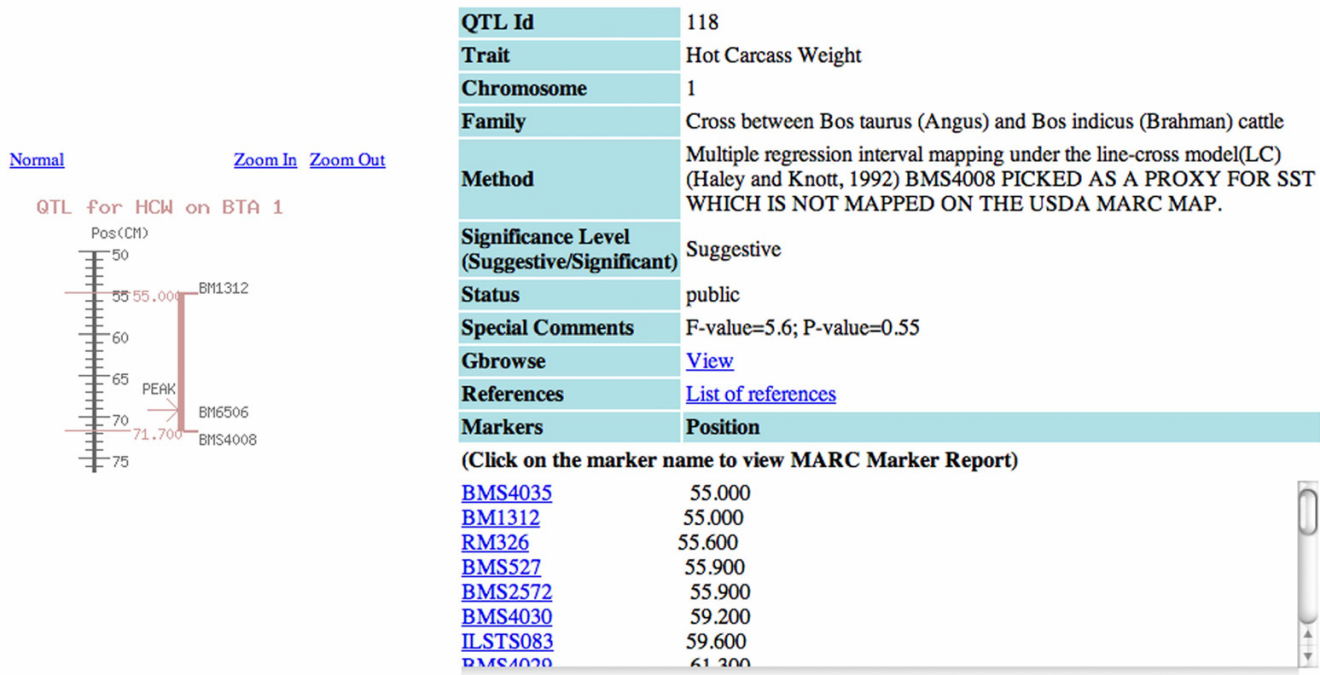 Normal Zoom In Zoom Out
QTL for HCW on BTA 1
Pos(CM)
50
55 55.000 BM1312
60
65
PEAK
70 BM6506
71.700 BMS4008
75
QTL Id 118
Trait Hot Carcass Weight
Chromosome 1
Family Cross between Bos taurus (Angus) and Bos indicus (Brahman) cattle
Method Multiple regression interval mapping under the line-cross model(LC)
(Haley and Knott, 1992) BMS4008 PICKED AS A PROXY FOR SST
WHICH IS NOT MAPPED ON THE USDA MARC MAP.
Significance Level
(Suggestive/Significant) Suggestive
Status public
Special Comments F-value=5.6; P-value=0.55
Gbrowse View
References List of references
Markers Position
(Click on the marker name to view MARC Marker Report)
BMS4035 55.000
BM1312 55.000
RM326 55.600
BMS527 55.900
BMS2572 55.900
BMS4030 59.200
ILSTS083 59.600
BMS4029 61.300